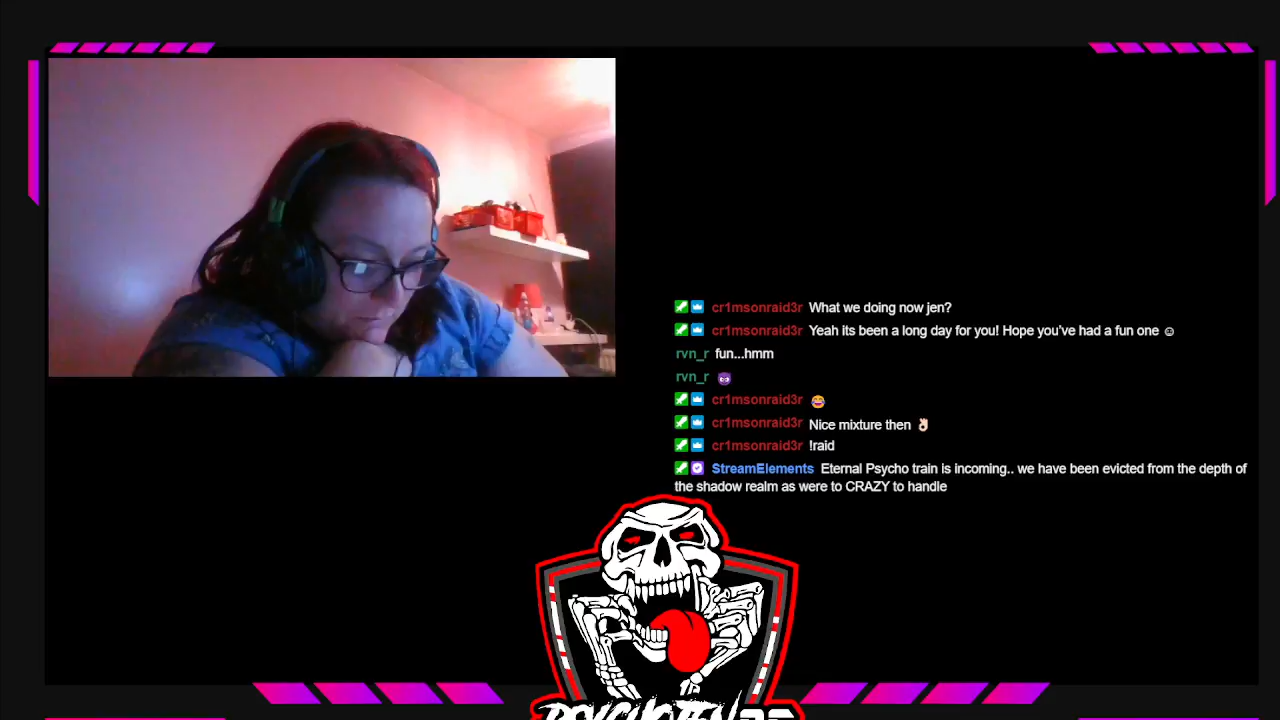 cr1msonraid3r What we doing now jen?
cr1msonraid3r Yeah its been a long day for you! Hope you've had a fun one ☺
rvn_r fun...hmm
rvn_r 😈
cr1msonraid3r 😂
cr1msonraid3r Nice mixture then 👌🏻
cr1msonraid3r !raid
StreamElements Eternal Psycho train is incoming.. we have been evicted from the depth of
the shadow realm as were to CRAZY to handle